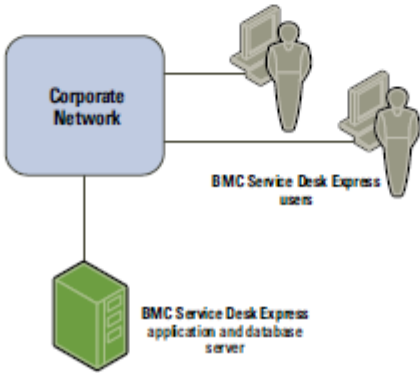 Corporate
Network
BMC Service Desk Express
users
BMC Service Desk Express
application and database
server